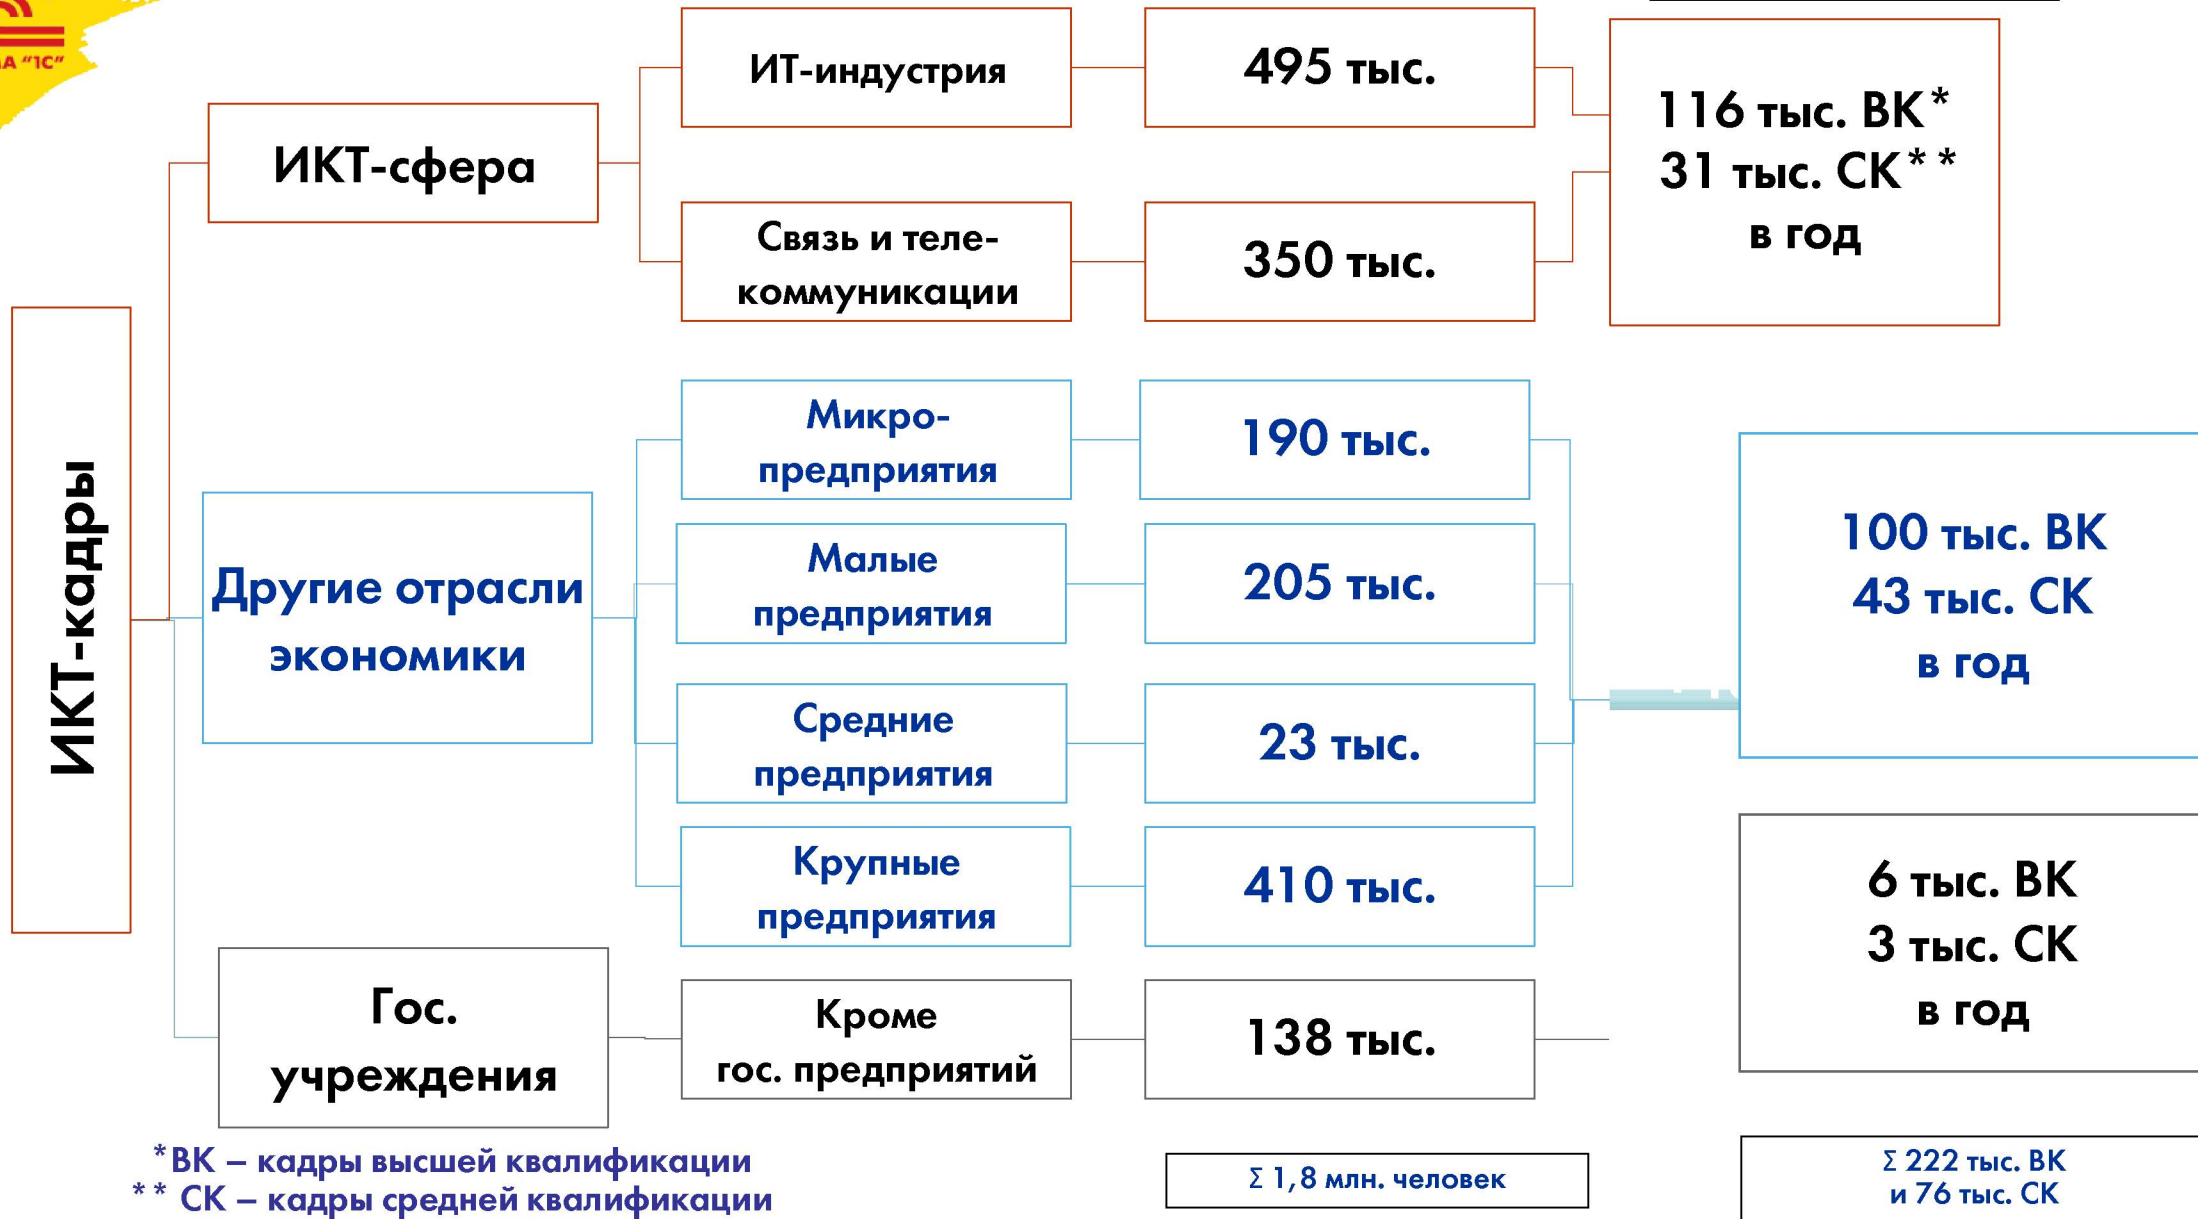 "1С"
ИТ-индустрия
495 тыс.
116 тыс. ВК*
31 тыс. СК**
в год
ИКТ-сфера
Связь и теле-
коммуникации
350 тыс.
ИКТ-кадры
Другие отрасли
экономики
Микро-
предприятия
190 тыс.
Малые
предприятия
205 тыс.
Средние
предприятия
23 тыс.
Крупные
предприятия
410 тыс.
100 тыс. ВК
43 тыс. СК
в год
Гос.
учреждения
Кроме
гос. предприятий
138 тыс.
6 тыс. ВК
3 тыс. СК
в год
*ВК – кадры высшей квалификации
** СК – кадры средней квалификации
Σ 1,8 млн. человек
Σ 222 тыс. ВК
и 76 тыс. СК